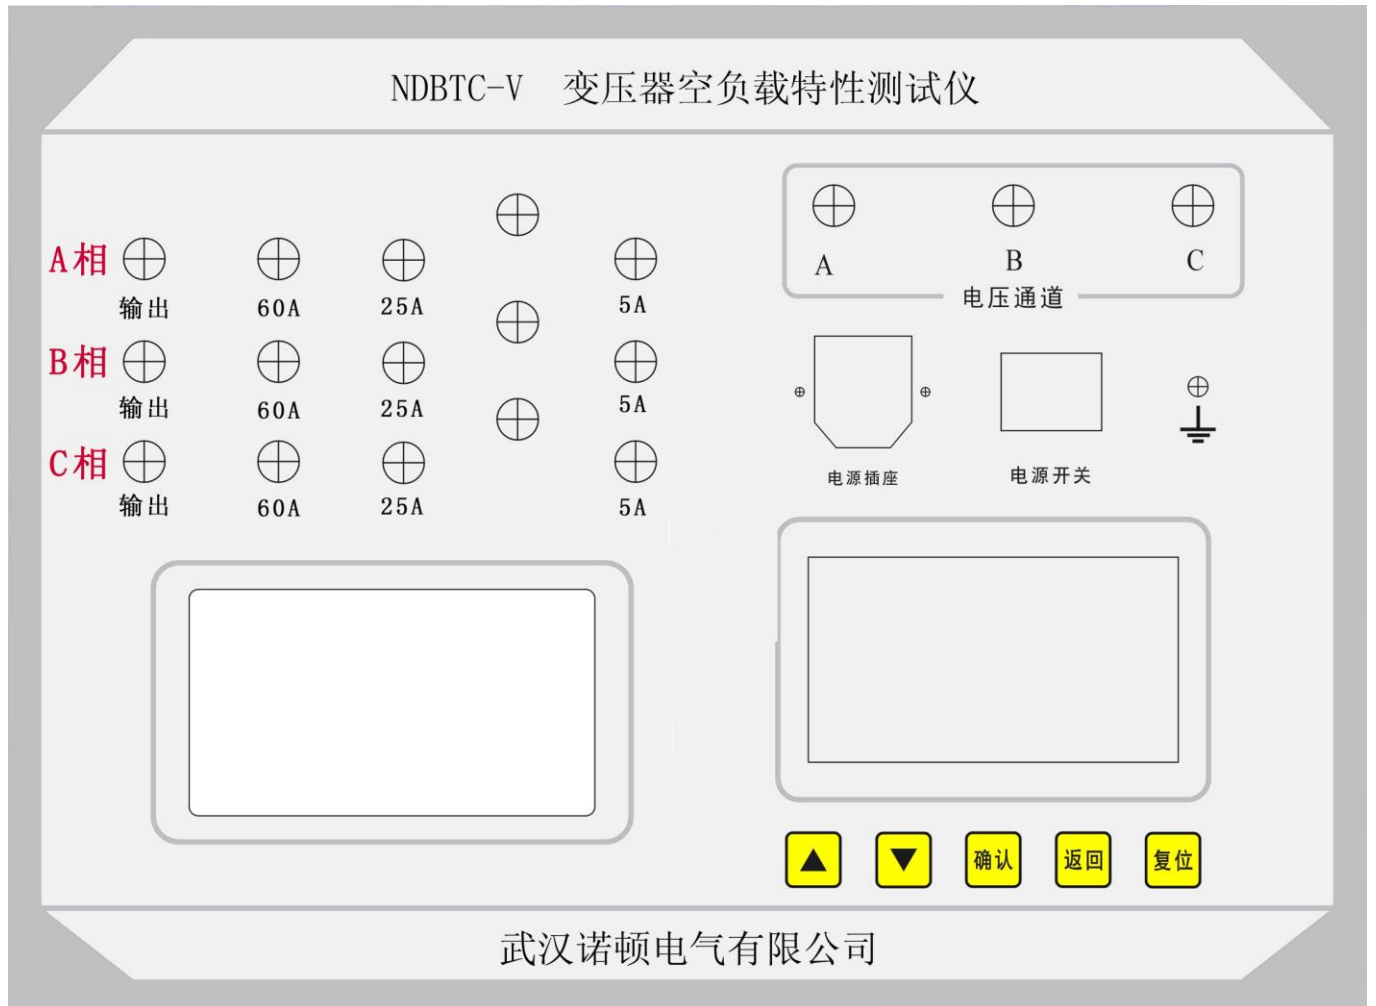 NDBTC-V 变压器空负载特性测试仪
A相
输出 60A 25A 5A
B相
输出 60A 25A 5A
C相
输出 60A 25A 5A
A B C
电压通道
电源插座 电源开关
▲ ▼ 确认 返回 复位
武汉诺顿电气有限公司